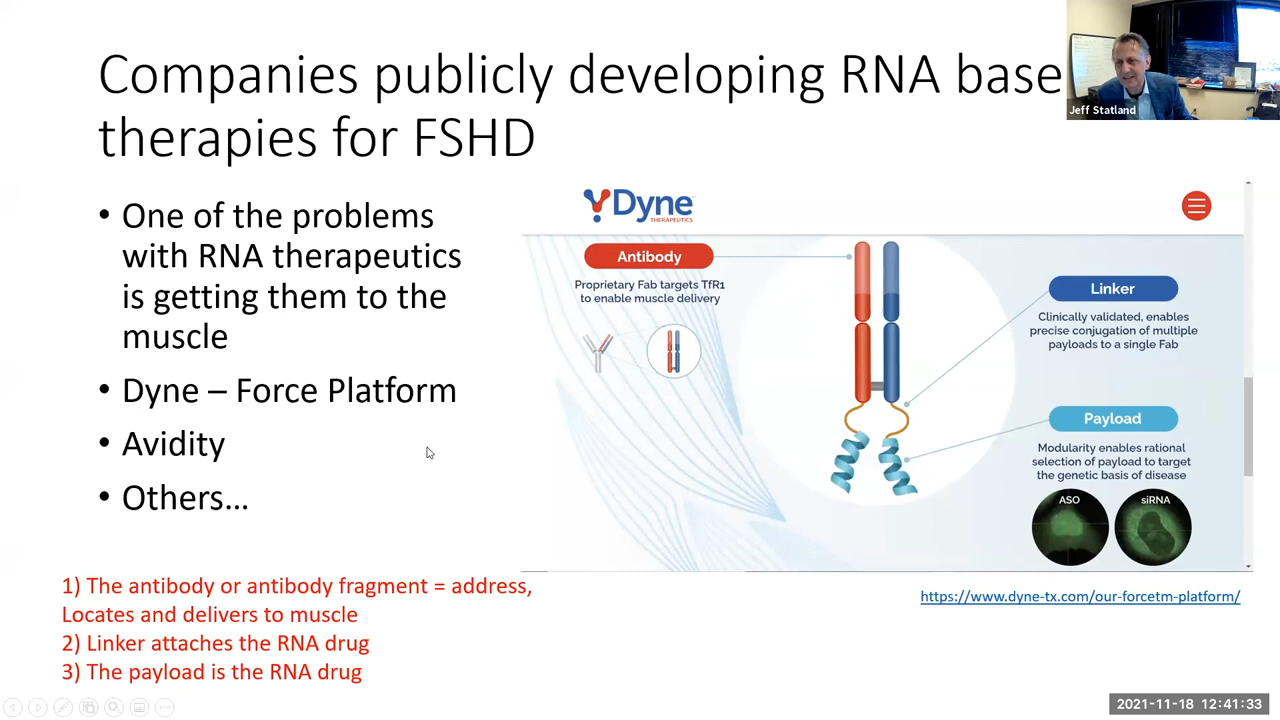 Companies publicly developing RNA base
therapies for FSHD
Jeff Statland
• One of the problems
with RNA therapeutics
is getting them to the
muscle
• Dyne – Force Platform
• Avidity
• Others…
Dyne
THERAPEUTICS
Antibody
Proprietary Fab targets TfR1
to enable muscle delivery
Linker
Clinically validated, enables
precise conjugation of multiple
payloads to a single Fab
Payload
Modularity enables rational
selection of payload to target
the genetic basis of disease
ASO
siRNA
1) The antibody or antibody fragment = address,
Locates and delivers to muscle
2) Linker attaches the RNA drug
3) The payload is the RNA drug
https://www.dyne-tx.com/our-forcetm-platform/
2021-11-18 12:41:33